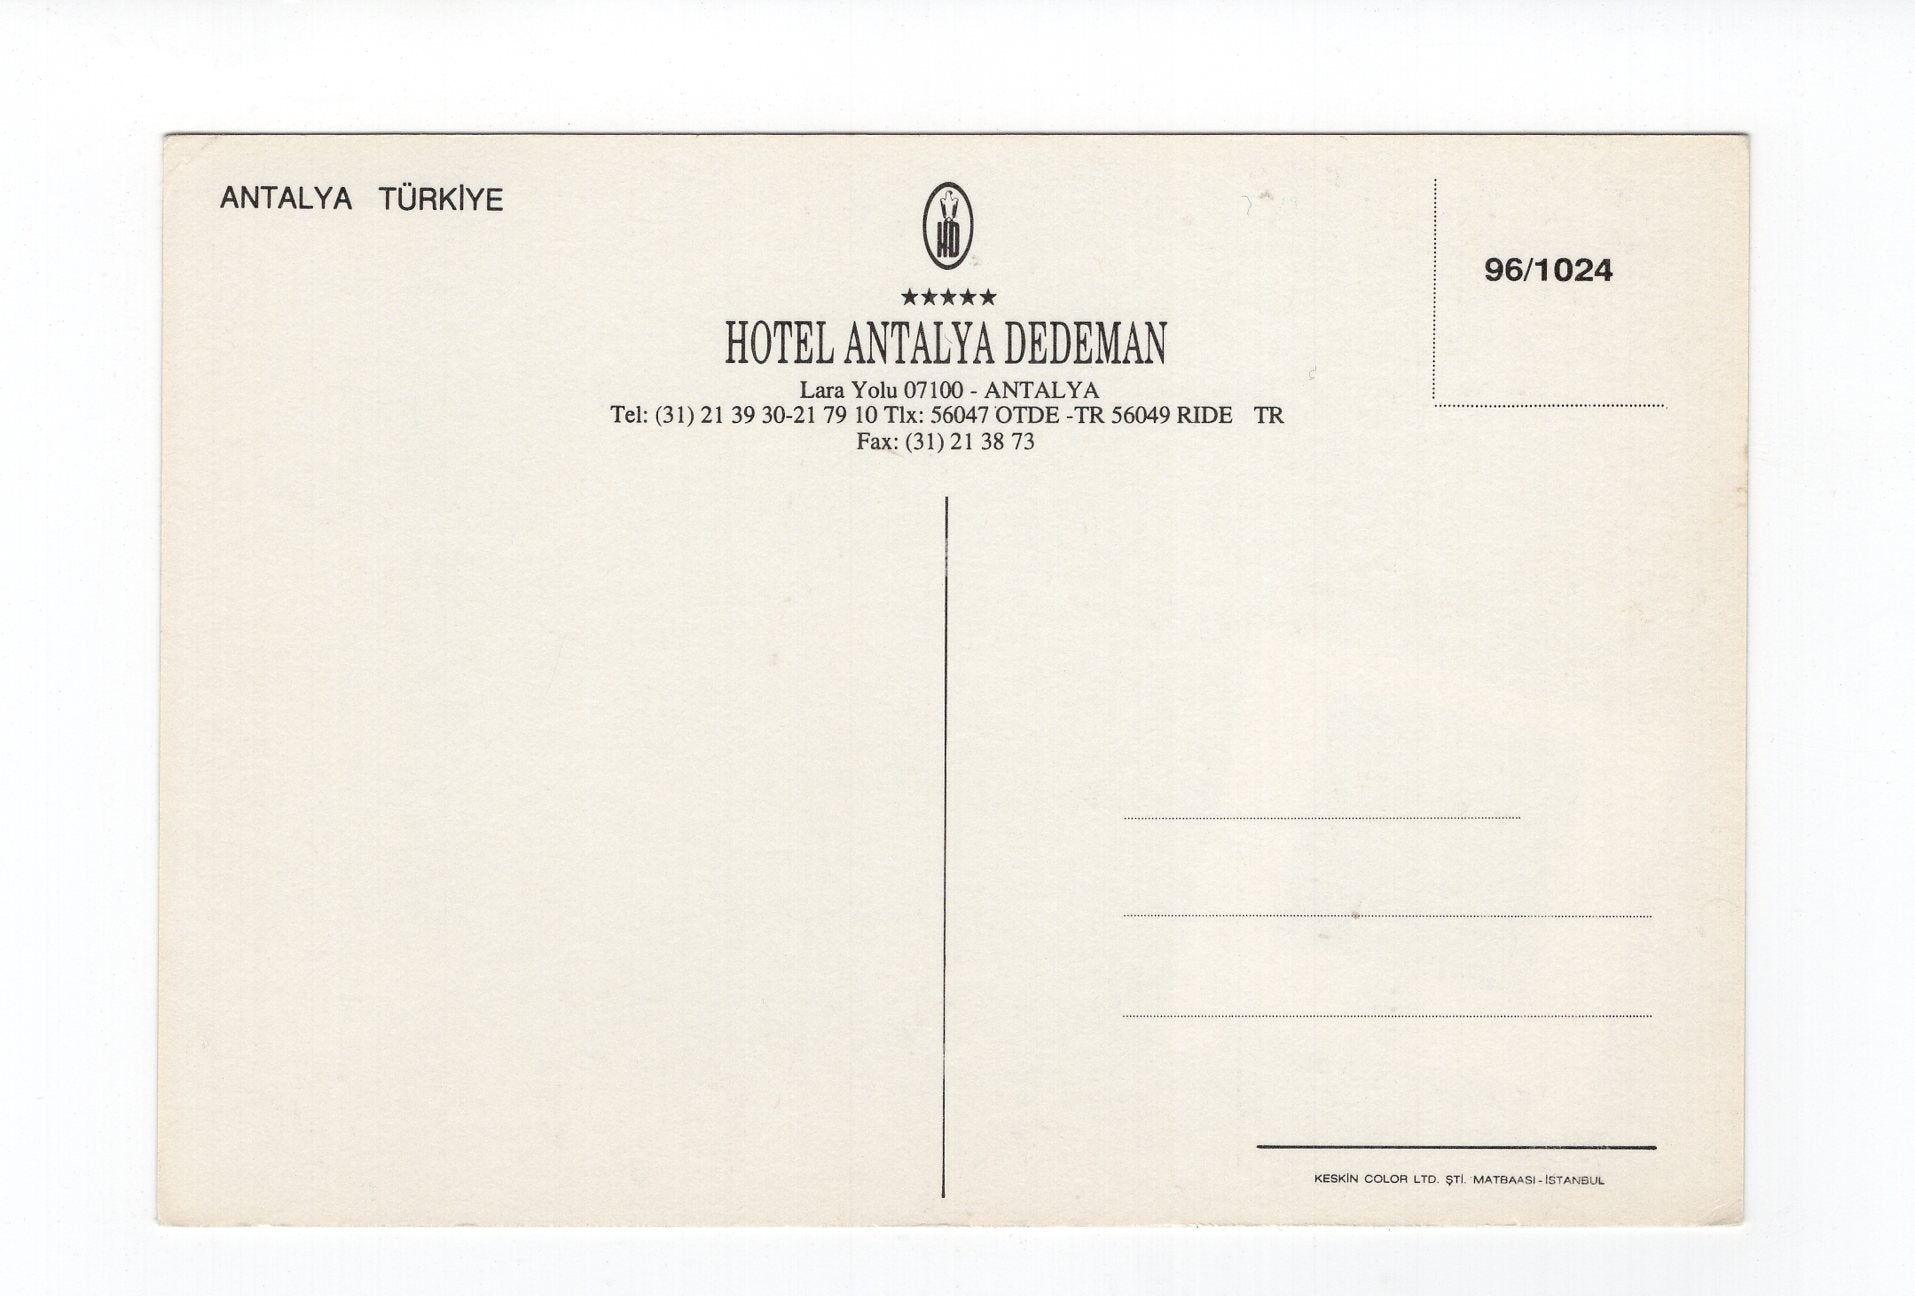 ANTALYA TÜRKİYE
HD
★★★★★
HOTEL ANTALYA DEDEMAN
Lara Yolu 07100 - ANTALYA
Tel: (31) 21 39 30-21 79 10 Tlx: 56047 OTDE -TR 56049 RIDE TR
Fax: (31) 21 38 73
96/1024
KESKİN COLOR LTD. ŞTİ. MATBAASI - İSTANBUL